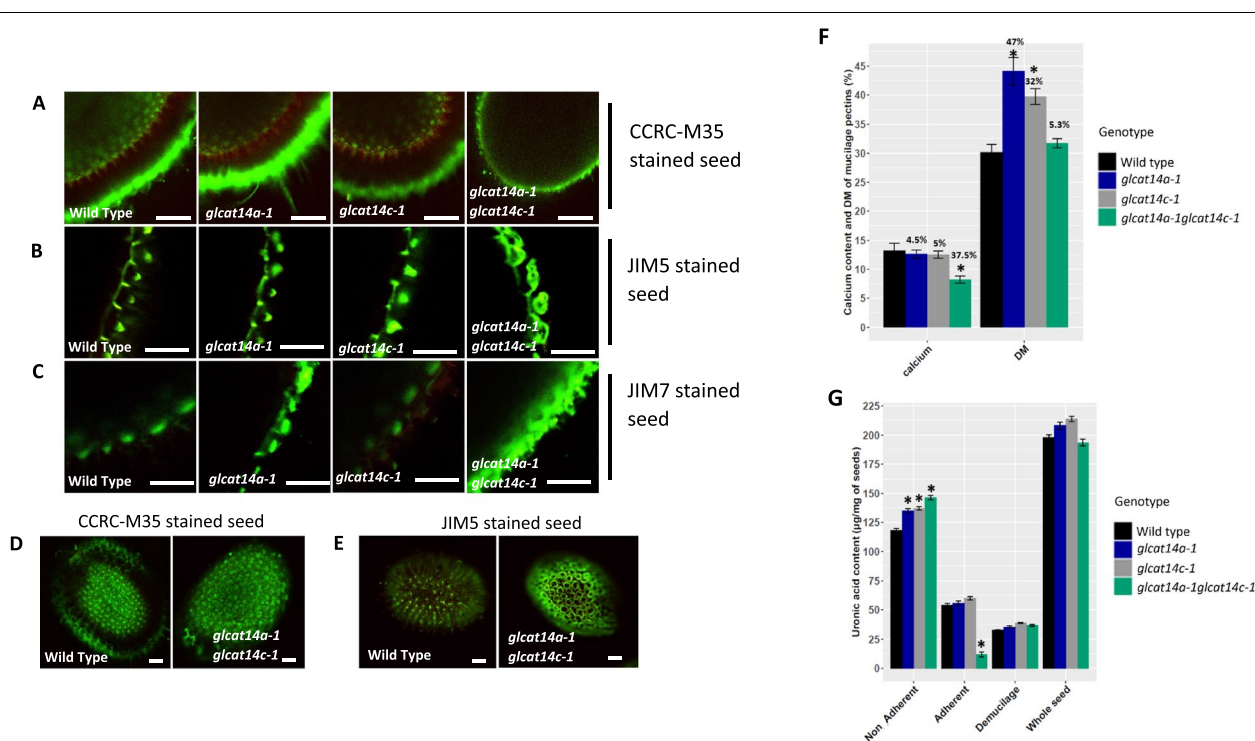 A
Wild Type
glcat14a-1
glcat14c-1
glcat14a-1
glcat14c-1
CCRC-M35
stained seed
B
Wild Type
glcat14a-1
glcat14c-1
glcat14a-1
glcat14c-1
JIM5 stained
seed
C
Wild Type
glcat14a-1
glcat14c-1
glcat14a-1
glcat14c-1
JIM7 stained
seed
CCRC-M35 stained seed
D
Wild Type
glcat14a-1
glcat14c-1
JIM5 stained seed
E
Wild Type
glcat14a-1
glcat14c-1
F
Calcium content and DM of mucilage pectins (%)
45
40
35
30
25
20
15
10
5
0
4.5%
5%
37.5%
*
47%
*
*
32%
5.3%
calcium
DM
Genotype
Wild type
glcat14a-1
glcat14c-1
glcat14a-1glcat14c-1
G
Uronic acid content (µg/mg of seeds)
225
200
175
150
125
100
75
50
25
0
* * *
*
Non Adherent
Adherent
Demucilage
Whole seed
Genotype
Wild type
glcat14a-1
glcat14c-1
glcat14a-1glcat14c-1